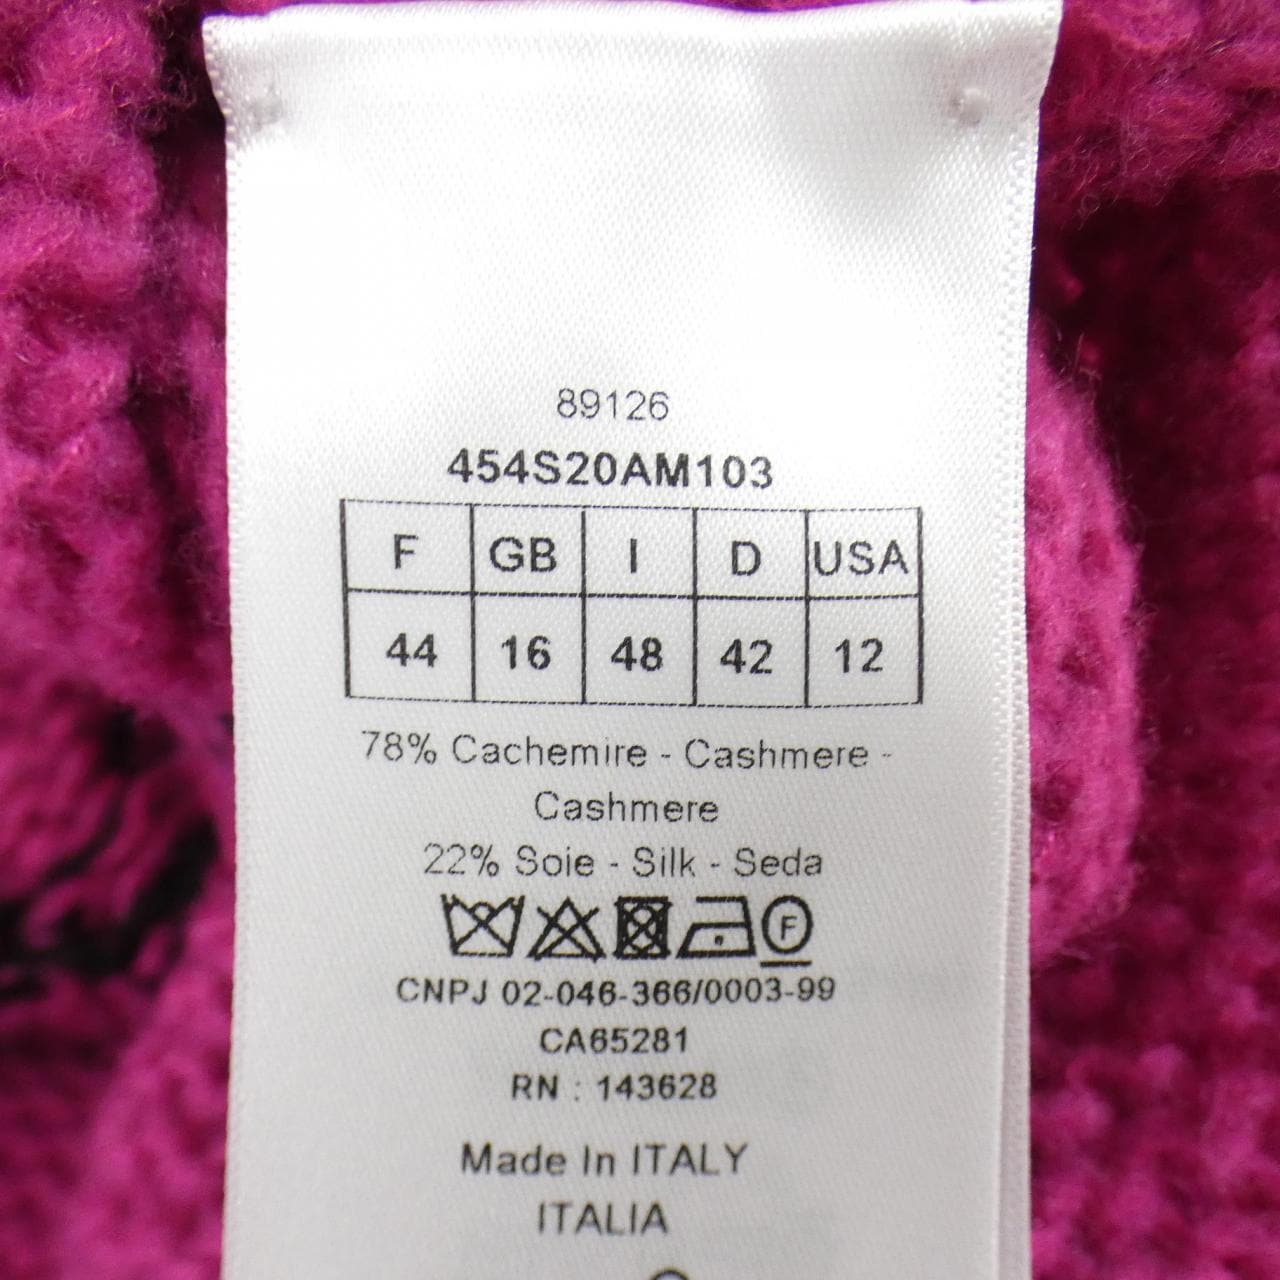 89126
454S20AM103
F GB I D USA
44 16 48 42 12
78% Cachemire - Cashmere -
Cashmere
22% Soie - Silk - Seda
F
CNPJ 02-046-366/0003-99
CA65281
RN : 143628
Made In ITALY
ITALIA